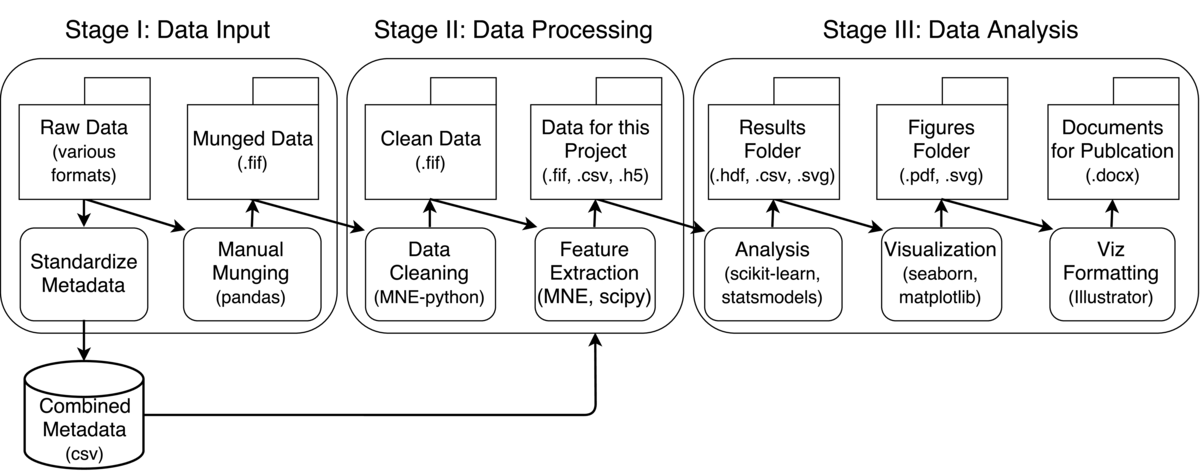 Stage I: Data Input
Stage II: Data Processing
Stage III: Data Analysis
Raw Data
(various
formats)
Munged Data
(.fif)
Clean Data
(.fif)
Data for this
Project
(.fif, .csv, .h5)
Results
Folder
(.hdf, .csv, .svg)
Figures
Folder
(.pdf, .svg)
Documents
for Publcation
(.docx)
Standardize
Metadata
Manual
Munging
(pandas)
Data
Cleaning
(MNE-python)
Feature
Extraction
(MNE, scipy)
Analysis
(scikit-learn,
statsmodels)
Visualization
(seaborn,
matplotlib)
Viz
Formatting
(Illustrator)
Combined
Metadata
(csv)